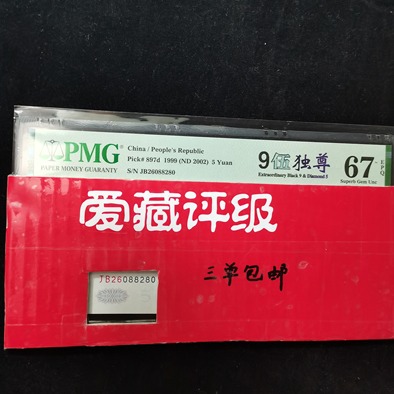 PMG
PAPER MONEY GUARANTY
China / People's Republic
Pick# 897d 1999 (ND 2002) 5 Yuan
S/N JB26088280
9伍独尊
Extraordinary Black 9 & Diamond 5
67 EPQ
Superb Gem Unc
爱藏评级
三单包邮
JB26088280